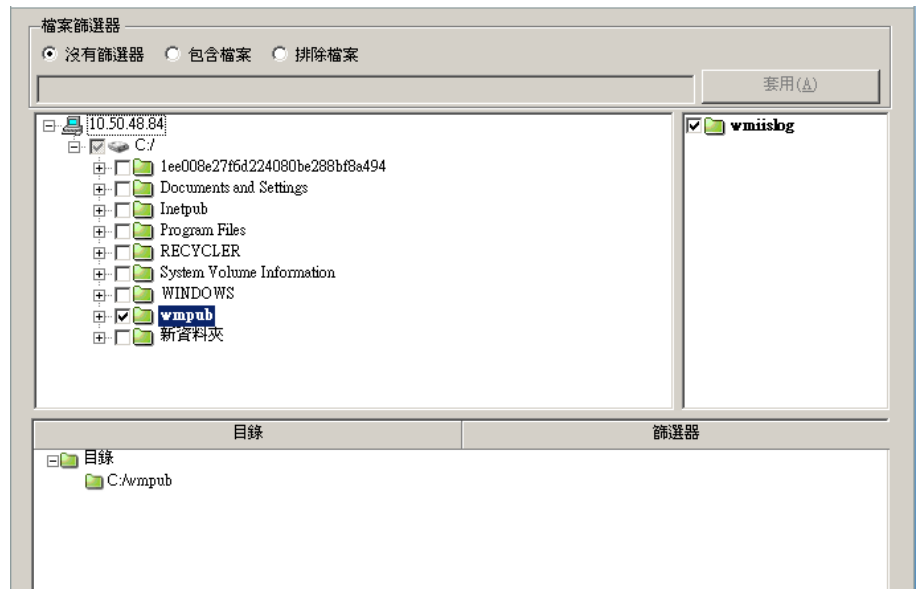 檔案篩選器
沒有篩選器 包含檔案 排除檔案
套用(A)
10.50.48.84
C:/
1ee008e27f6d224080be288bf8a494
Documents and Settings
Inetpub
Program Files
RECYCLER
System Volume Information
WINDOWS
wmpub
新資料夾
wmiislog
目錄 篩選器
目錄
C:/wmpub